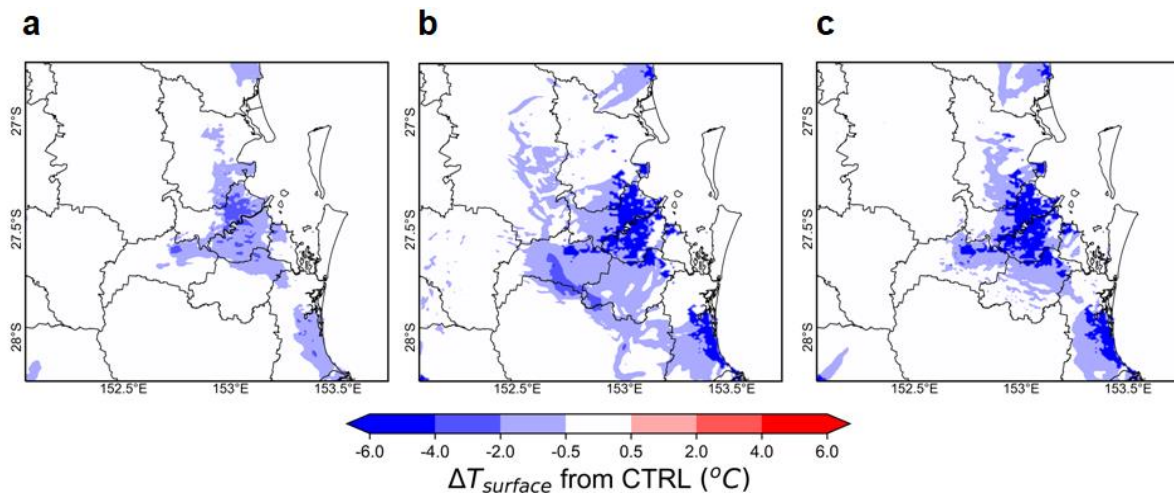 a b c
27°S 27°S 27°S
27.5°S 27.5°S 27.5°S
28°S 28°S 28°S
152.5°E 153°E 153.5°E 152.5°E 153°E 153.5°E 152.5°E 153°E 153.5°E
-6.0 -4.0 -2.0 -0.5 0.5 2.0 4.0 6.0
ΔTsurface from CTRL (°C)